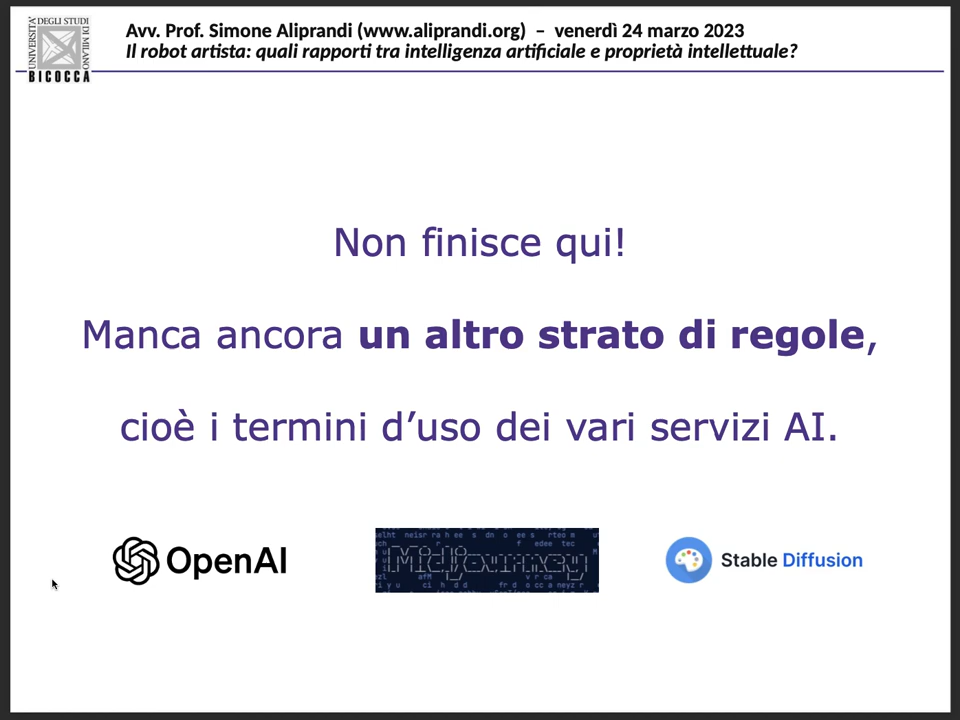 Avv. Prof. Simone Aliprandi (www.aliprandi.org) – venerdì 24 marzo 2023
Il robot artista: quali rapporti tra intelligenza artificiale e proprietà intellettuale?
UNIVERSITÀ
DEGLI STUDI
DI MILANO
BICOCCA
Non finisce qui!
Manca ancora un altro strato di regole,
cioè i termini d’uso dei vari servizi AI.
OpenAI
Stable Diffusion